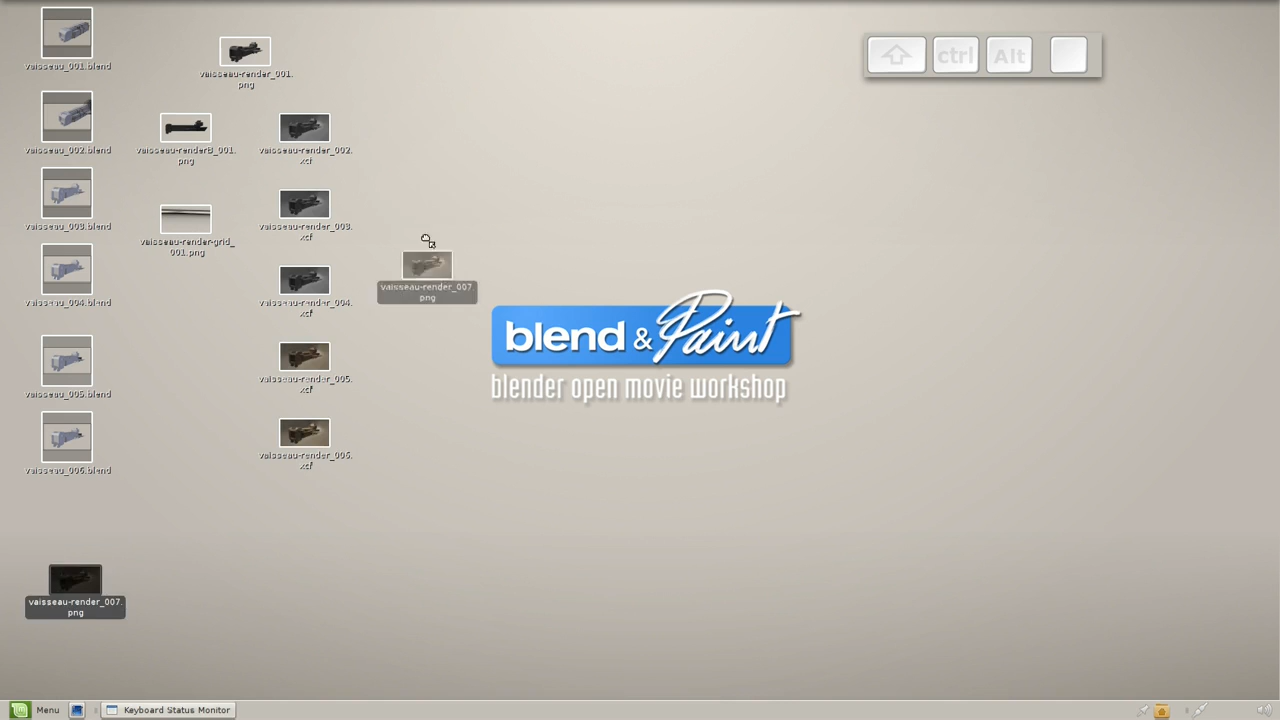 vaisseau_001.blend
vaisseau-render_001.
png
ctrl
Alt
vaisseau_002.blend
vaisseau-renderB_001.
png
vaisseau-render_002.
xcf
vaisseau_003.blend
vaisseau-render-grid_
001.png
vaisseau-render_003.
xcf
vaisseau_004.blend
vaisseau-render_004.
xcf
vaisseau-render_007
png
blend & Paint
blender open movie workshop
vaisseau_005.blend
vaisseau-render_005.
xcf
vaisseau_006.blend
vaisseau-render_006.
xcf
vaisseau-render_007.
png
Menu
Keyboard Status Monitor